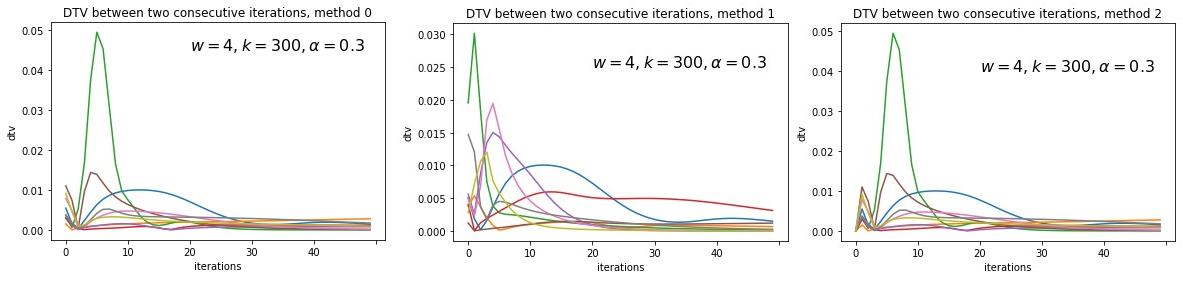 DTV between two consecutive iterations, method 0
w = 4, k = 300, α = 0.3
dtv
0.05
0.04
0.03
0.02
0.01
0.00
0 10 20 30 40
iterations
DTV between two consecutive iterations, method 1
w = 4, k = 300, α = 0.3
dtv
0.030
0.025
0.020
0.015
0.010
0.005
0.000
0 10 20 30 40
iterations
DTV between two consecutive iterations, method 2
w = 4, k = 300, α = 0.3
dtv
0.05
0.04
0.03
0.02
0.01
0.00
0 10 20 30 40
iterations